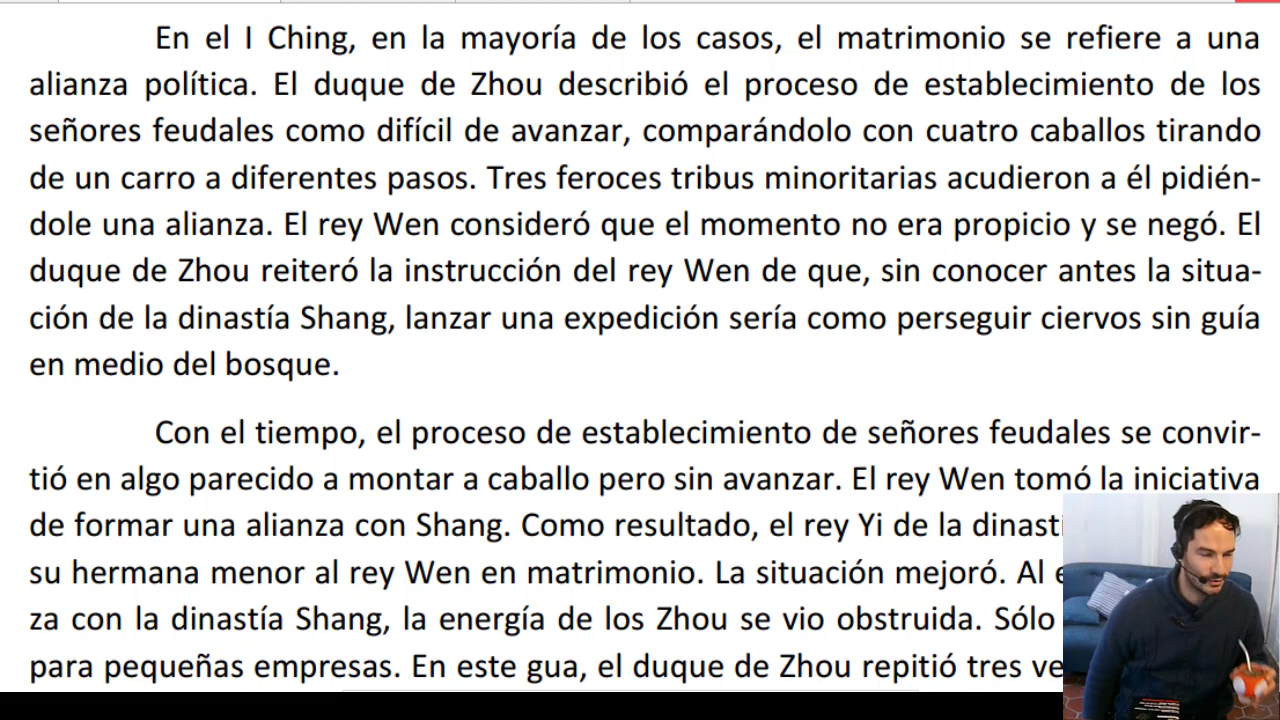 En el I Ching, en la mayoría de los casos, el matrimonio se refiere a una
alianza política. El duque de Zhou describió el proceso de establecimiento de los
señores feudales como difícil de avanzar, comparándolo con cuatro caballos tirando
de un carro a diferentes pasos. Tres feroces tribus minoritarias acudieron a él pidién-
dole una alianza. El rey Wen consideró que el momento no era propicio y se negó. El
duque de Zhou reiteró la instrucción del rey Wen de que, sin conocer antes la situa-
ción de la dinastía Shang, lanzar una expedición sería como perseguir ciervos sin guía
en medio del bosque.
Con el tiempo, el proceso de establecimiento de señores feudales se convir-
tió en algo parecido a montar a caballo pero sin avanzar. El rey Wen tomó la iniciativa
de formar una alianza con Shang. Como resultado, el rey Yi de la
su hermana menor al rey Wen en matrimonio. La situación mejoró. Al
za con la dinastía Shang, la energía de los Zhou se vio obstruida. Sólo
para pequeñas empresas. En este gua, el duque de Zhou repitió tres